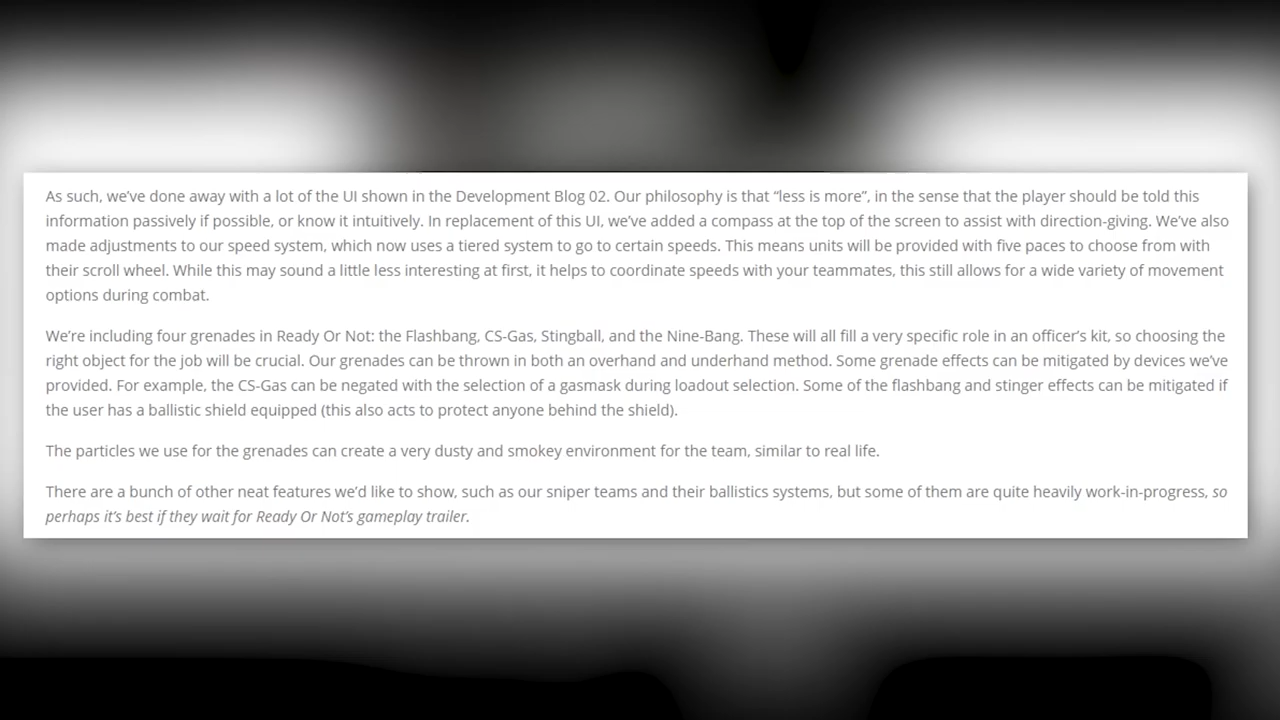 As such, we’ve done away with a lot of the UI shown in the Development Blog 02. Our philosophy is that “less is more”, in the sense that the player should be told this
information passively if possible, or know it intuitively. In replacement of this UI, we’ve added a compass at the top of the screen to assist with direction-giving. We’ve also
made adjustments to our speed system, which now uses a tiered system to go to certain speeds. This means units will be provided with five paces to choose from with
their scroll wheel. While this may sound a little less interesting at first, it helps to coordinate speeds with your teammates, this still allows for a wide variety of movement
options during combat.
We’re including four grenades in Ready Or Not: the Flashbang, CS-Gas, Stingball, and the Nine-Bang. These will all fill a very specific role in an officer’s kit, so choosing the
right object for the job will be crucial. Our grenades can be thrown in both an overhand and underhand method. Some grenade effects can be mitigated by devices we’ve
provided. For example, the CS-Gas can be negated with the selection of a gasmask during loadout selection. Some of the flashbang and stinger effects can be mitigated if
the user has a ballistic shield equipped (this also acts to protect anyone behind the shield).
The particles we use for the grenades can create a very dusty and smokey environment for the team, similar to real life.
There are a bunch of other neat features we’d like to show, such as our sniper teams and their ballistics systems, but some of them are quite heavily work-in-progress, so
perhaps it’s best if they wait for Ready Or Not’s gameplay trailer.